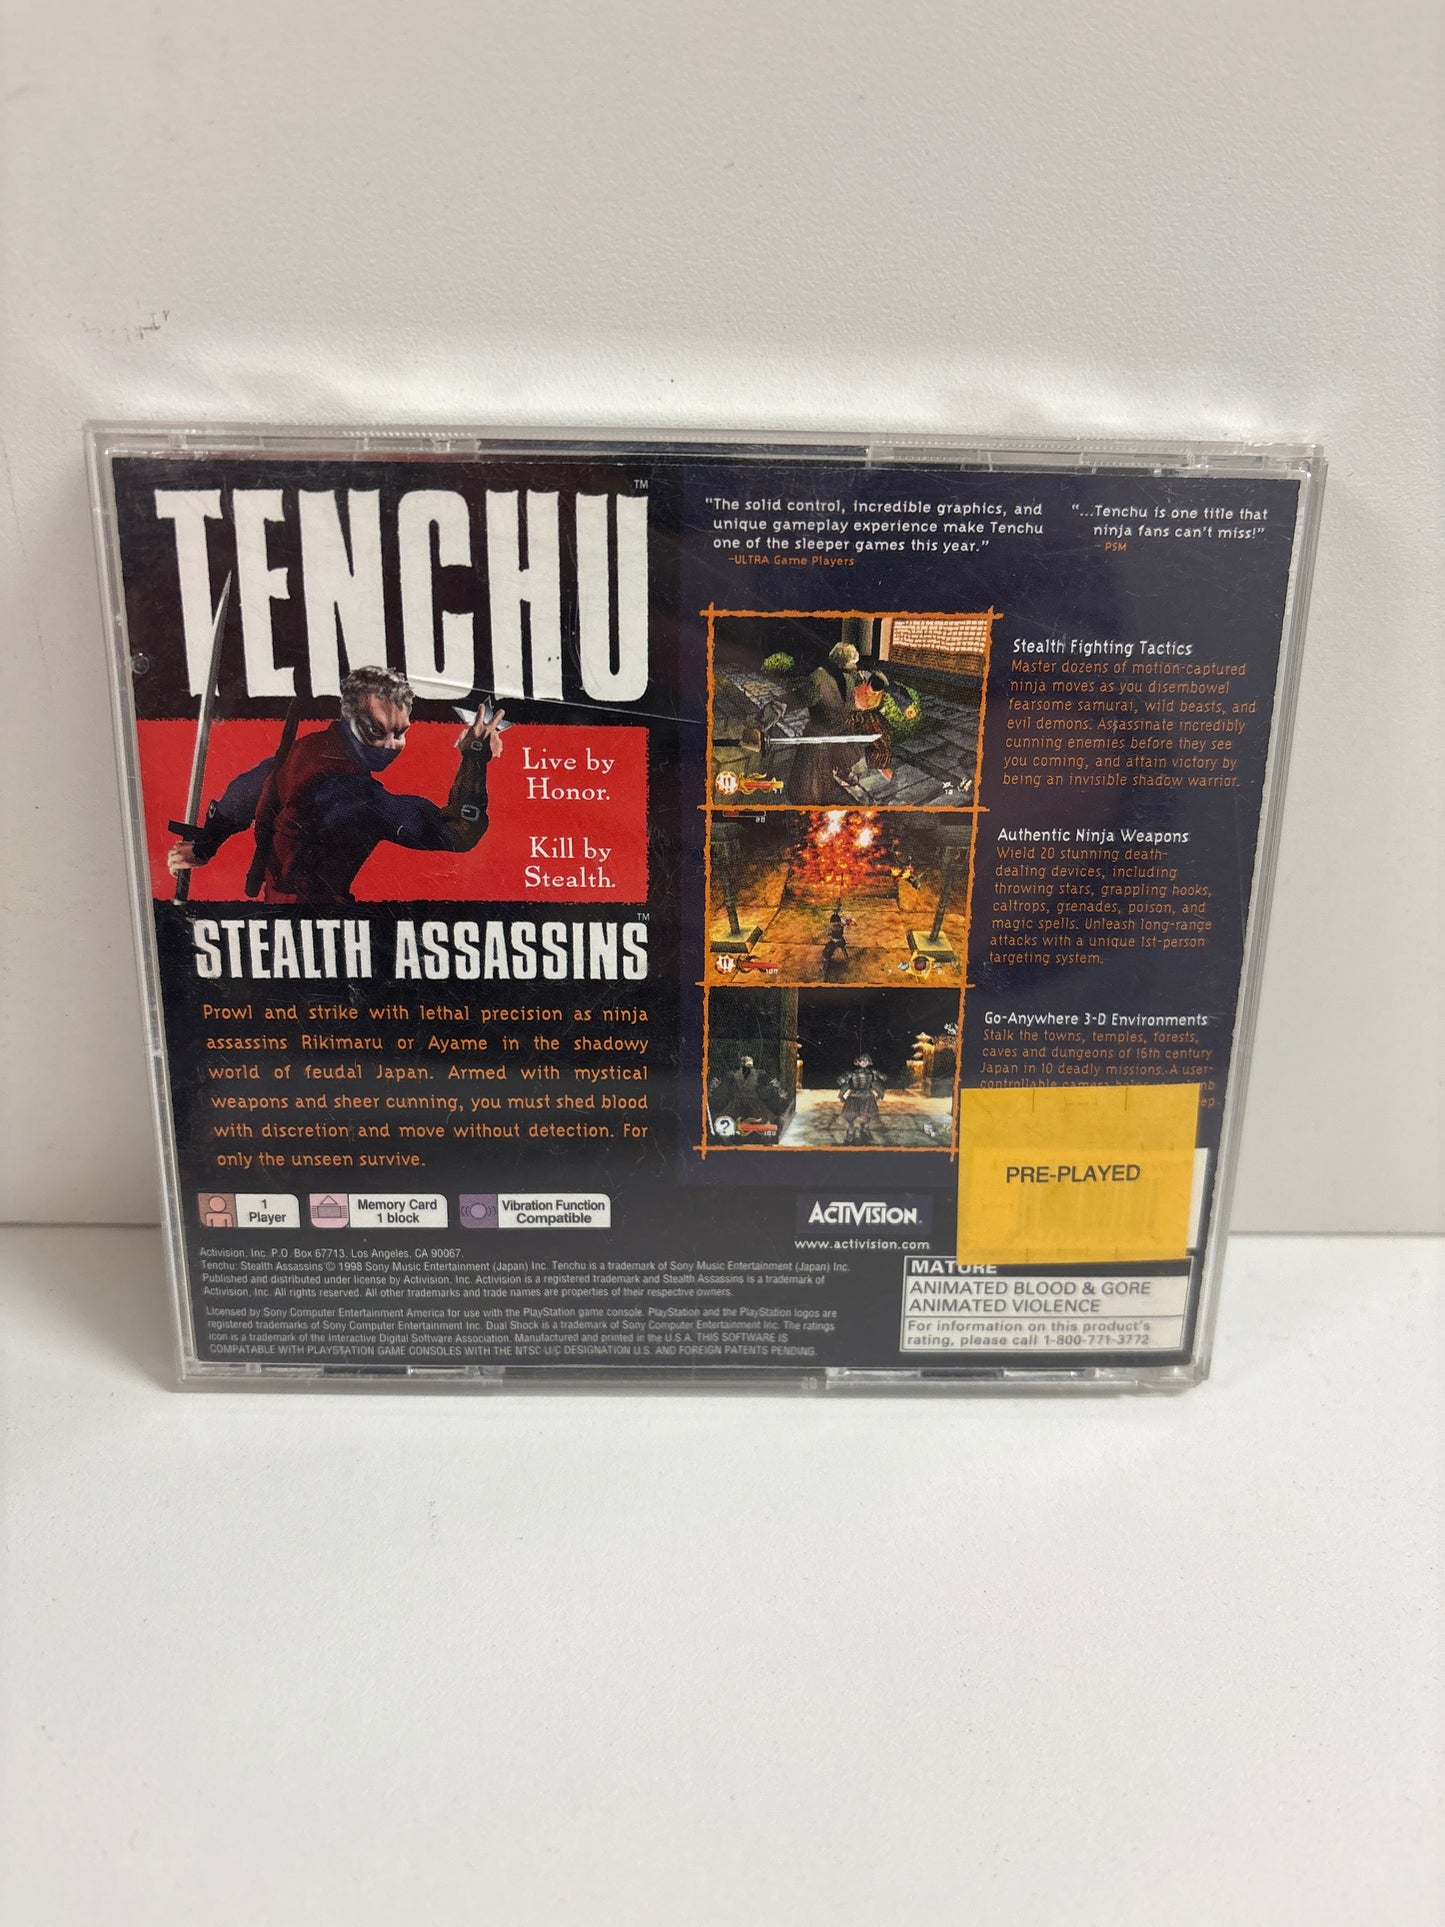 TENCHU™
Live by
Honor.
Kill by
Stealth.
STEALTH ASSASSINS™
Prowl and strike with lethal precision as ninja
assassins Rikimaru or Ayame in the shadowy
world of feudal Japan. Armed with mystical
weapons and sheer cunning, you must shed blood
with discretion and move without detection. For
only the unseen survive.
"The solid control, incredible graphics, and
unique gameplay experience make Tenchu
one of the sleeper games this year."
-ULTRA Game Players
"...Tenchu is one title that
ninja fans can't miss!"
- PSM
Stealth Fighting Tactics
Master dozens of motion-captured
ninja moves as you disembowel
fearsome samurai, wild beasts, and
evil demons. Assassinate incredibly
cunning enemies before they see
you coming, and attain victory by
being an invisible shadow warrior.
Authentic Ninja Weapons
Wield 20 stunning death-
dealing devices, including
throwing stars, grappling hooks,
caltrops, grenades, poison, and
magic spells. Unleash long-range
attacks with a unique 1st-person
targeting system.
Go-Anywhere 3-D Environments
Stalk the towns, temples, forests,
caves and dungeons of 16th century
Japan in 10 deadly missions. A user-
controllable camera
PRE-PLAYED
1
Player
Memory Card
1 block
Vibration Function
Compatible
ACTIVISION.
www.activision.com
Activision, Inc. P.O. Box 67713, Los Angeles, CA 90067.
Tenchu: Stealth Assassins © 1998 Sony Music Entertainment (Japan) Inc. Tenchu is a trademark of Sony Music Entertainment (Japan) Inc.
Published and distributed under license by Activision, Inc. Activision is a registered trademark and Stealth Assassins is a trademark of
Activision, Inc. All rights reserved. All other trademarks and trade names are properties of their respective owners.
Licensed by Sony Computer Entertainment America for use with the PlayStation game console. PlayStation and the PlayStation logos are
registered trademarks of Sony Computer Entertainment Inc. Dual Shock is a trademark of Sony Computer Entertainment Inc. The ratings
icon is a trademark of the Interactive Digital Software Association. Manufactured and printed in the U.S.A. THIS SOFTWARE IS
COMPATABLE WITH PLAYSTATION GAME CONSOLES WITH THE NTSC U/C DESIGNATION U.S. AND FOREIGN PATENTS PENDING.
MATURE
ANIMATED BLOOD & GORE
ANIMATED VIOLENCE
For information on this product's
rating, please call 1-800-771-3772